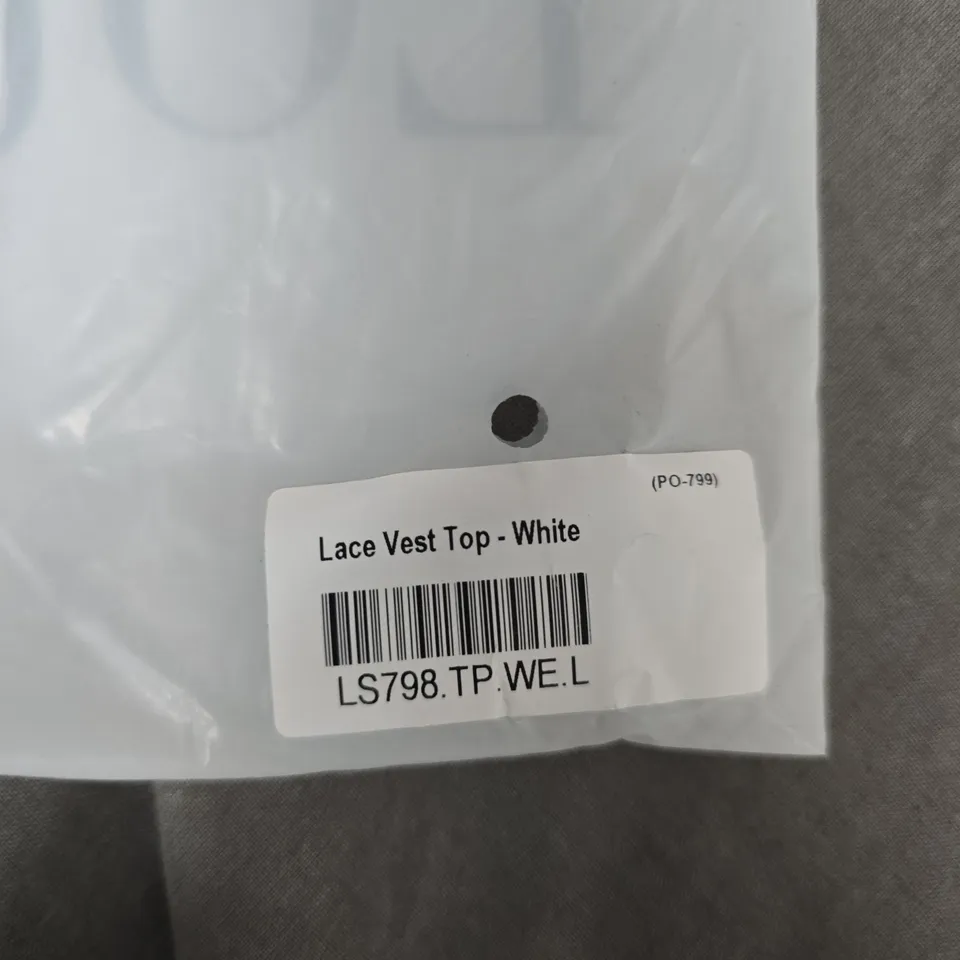 (PO-799)
Lace Vest Top - White
LS798.TP.WE.L